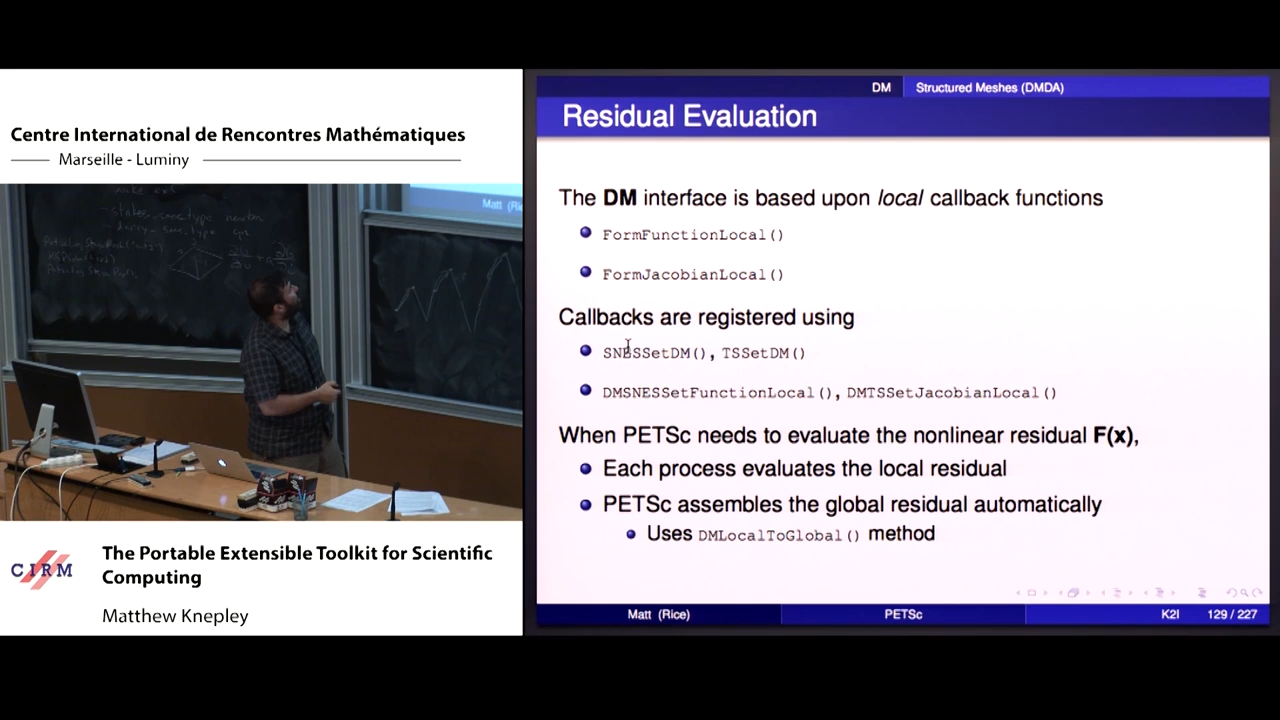 Centre International de Rencontres Mathématiques
Marseille - Luminy
Matt (Ri
CIRM
The Portable Extensible Toolkit for Scientific
Computing
Matthew Knepley
DM Structured Meshes (DMDA)
Residual Evaluation
The DM interface is based upon local callback functions
FormFunctionLocal()
FormJacobianLocal()
Callbacks are registered using
SNESSetDM(), TSSetDM()
DMSNESSetFunctionLocal(), DMTSSetJacobianLocal()
When PETSc needs to evaluate the nonlinear residual F(x),
Each process evaluates the local residual
PETSc assembles the global residual automatically
Uses DMLocalToGlobal() method
Matt (Rice) PETSc K2I 129 / 227